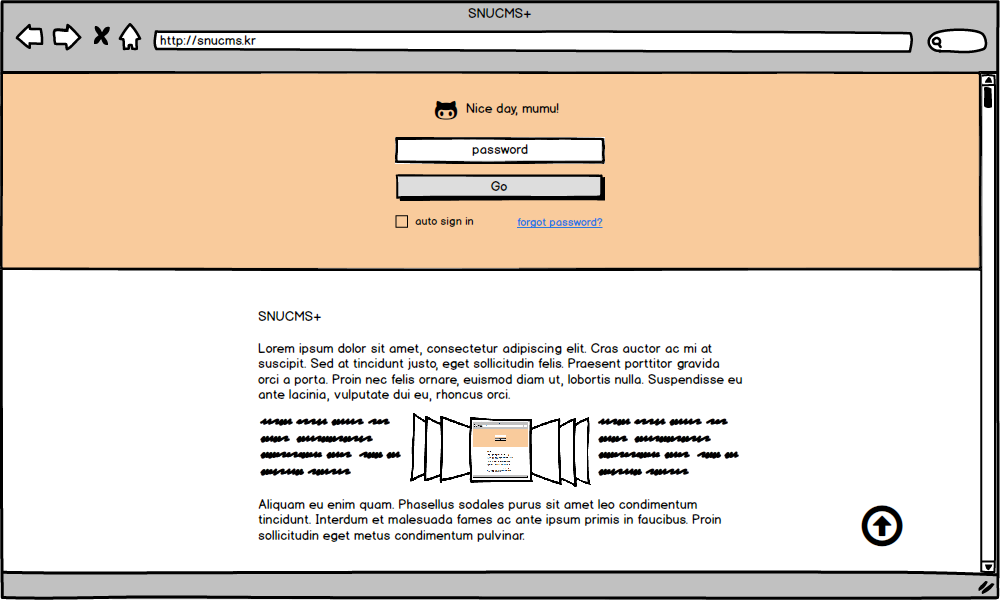 SNUCMS+
http://snucms.kr
Nice day, mumu!
password
Go
auto sign in
forgot password?
SNUCMS+
Lorem ipsum dolor sit amet, consectetur adipiscing elit. Cras auctor ac mi at
suscipit. Sed at tincidunt justo, eget sollicitudin felis. Praesent porttitor gravida
orci a porta. Proin nec felis ornare, euismod diam ut, lobortis nulla. Suspendisse eu
ante lacinia, vulputate dui eu, rhoncus orci.
Aliquam eu enim quam. Phasellus sodales purus sit amet leo condimentum
tincidunt. Interdum et malesuada fames ac ante ipsum primis in faucibus. Proin
sollicitudin eget metus condimentum pulvinar.